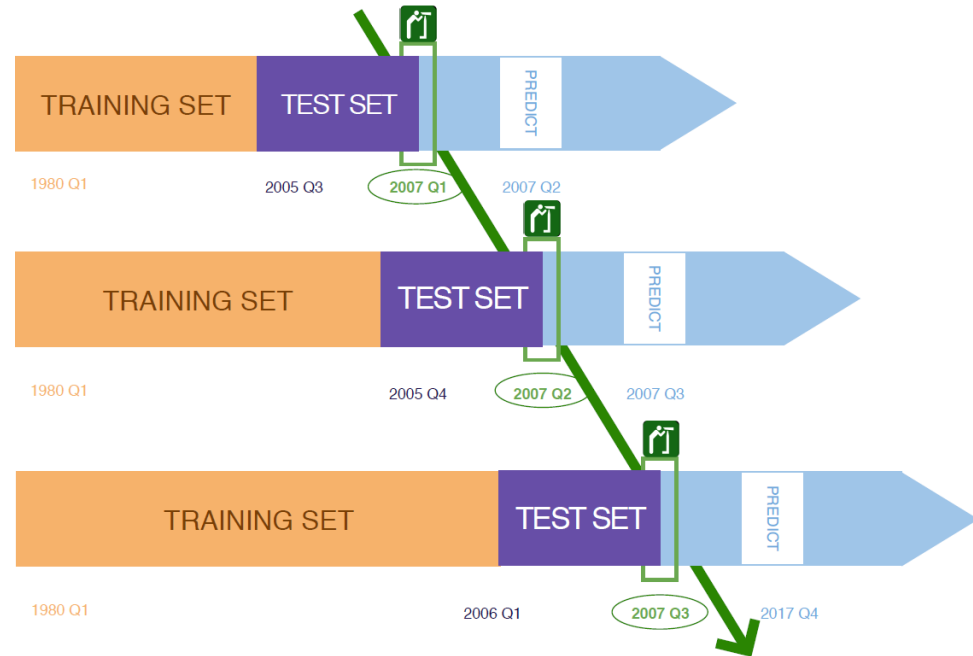 TRAINING SET TEST SET PREDICT
1980 Q1 2005 Q3 2007 Q1 2007 Q2
TRAINING SET TEST SET PREDICT
1980 Q1 2005 Q4 2007 Q2 2007 Q3
TRAINING SET TEST SET PREDICT
1980 Q1 2006 Q1 2007 Q3 2017 Q4